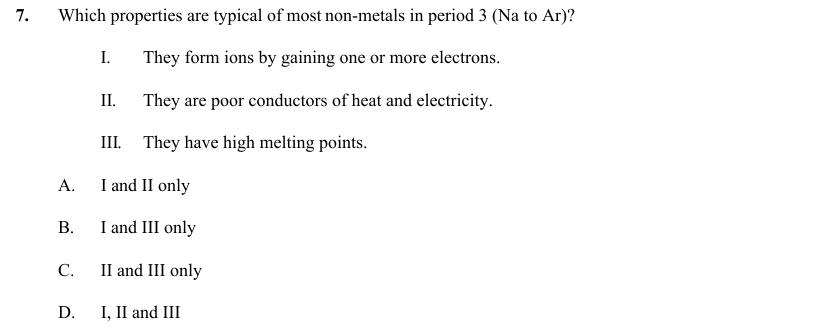 7. Which properties are typical of most non-metals in period 3 (Na to Ar)?
I. They form ions by gaining one or more electrons.
II. They are poor conductors of heat and electricity.
III. They have high melting points.
A. I and II only
B. I and III only
C. II and III only
D. I, II and III